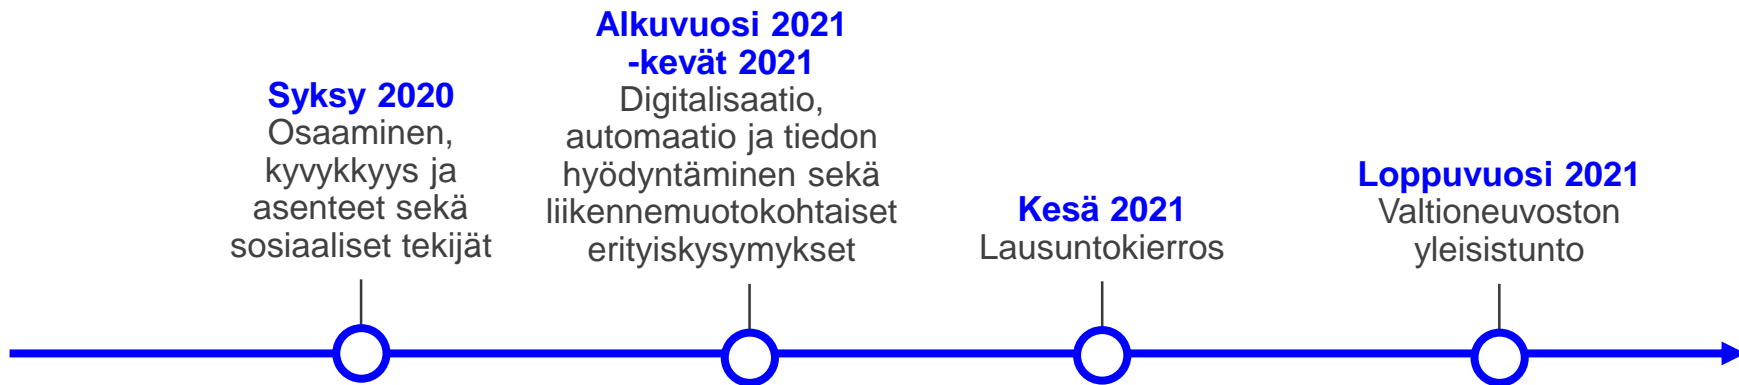 Syksy 2020
Osaaminen,
kyvykkyys ja
asenteet sekä
sosiaaliset tekijät
Alkuvuosi 2021
-kevät 2021
Digitalisaatio,
automaatio ja tiedon
hyödyntäminen sekä
liikennemuotokohtaiset
erityiskysymykset
Kesä 2021
Lausuntokierros
Loppuvuosi 2021
Valtioneuvoston
yleisistunto